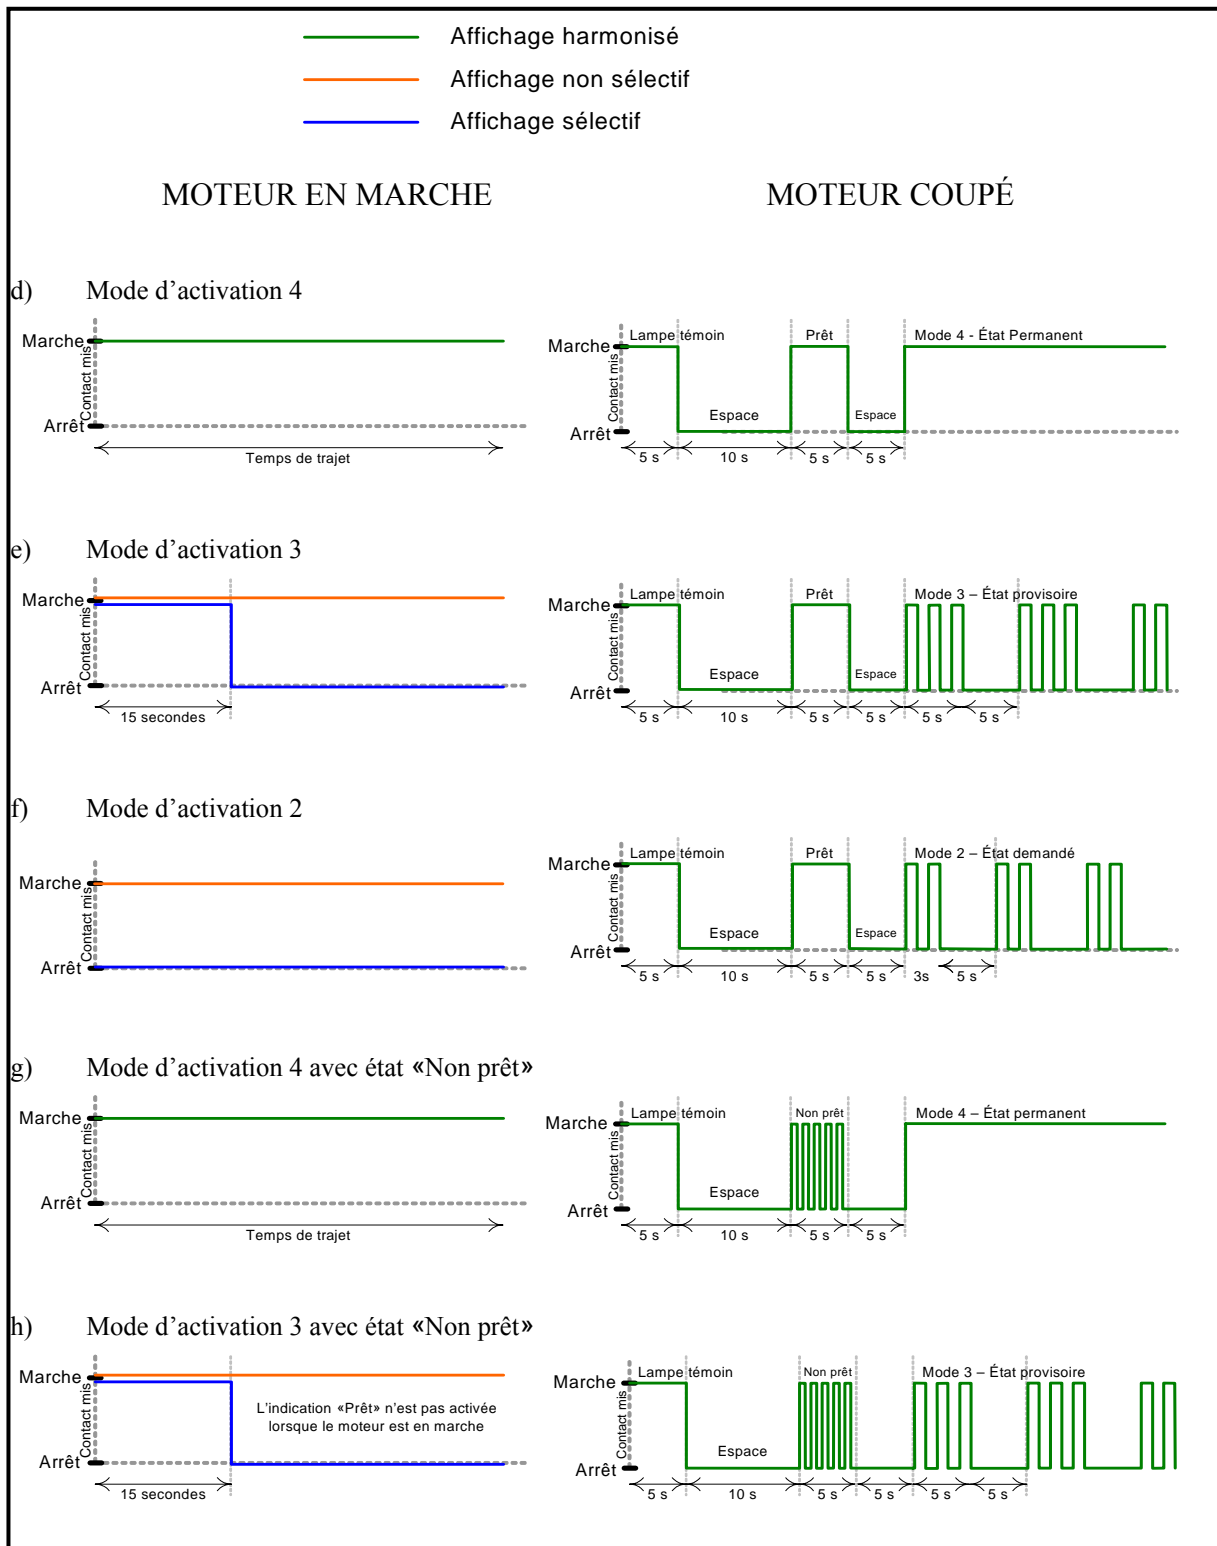 Affichage harmonisé
Affichage non sélectif
Affichage sélectif
MOTEUR EN MARCHE
MOTEUR COUPÉ
d) Mode d’activation 4
Marche
Contact mis
Arrêt
Temps de trajet
Lampe témoin
Prêt
Mode 4 - État Permanent
Marche
Contact mis
Espace
Espace
Arrêt
5 s
10 s
5 s
5 s
e) Mode d’activation 3
Marche
Contact mis
Arrêt
15 secondes
Lampe témoin
Prêt
Mode 3 – État provisoire
Marche
Contact mis
Espace
Espace
Arrêt
5 s
10 s
5 s
5 s
5 s
5 s
f) Mode d’activation 2
Marche
Contact mis
Arrêt
Lampe témoin
Prêt
Mode 2 – État demandé
Marche
Contact mis
Espace
Espace
Arrêt
5 s
10 s
5 s
5 s
3s
5 s
g) Mode d’activation 4 avec état «Non prêt»
Marche
Contact mis
Arrêt
Temps de trajet
Lampe témoin
Non prêt
Mode 4 – État permanent
Marche
Contact mis
Espace
Arrêt
5 s
10 s
5 s
5 s
h) Mode d’activation 3 avec état «Non prêt»
Marche
Contact mis
L’indication «Prêt» n’est pas activée
lorsque le moteur est en marche
Arrêt
15 secondes
Lampe témoin
Non prêt
Mode 3 – État provisoire
Marche
Contact mis
Espace
Arrêt
5 s
10 s
5 s
5 s
5 s
5 s